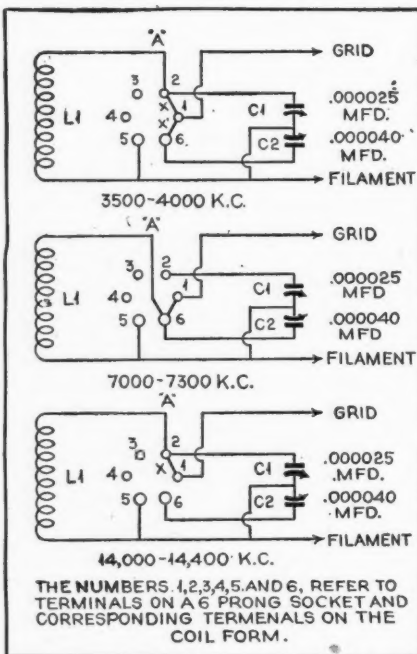 "A"
GRID
3
2
X
1
C1
.000025
MFD.
L1
4
X
C2
.000040
MFD.
5
6
FILAMENT
3500-4000 K.C.
"A"
GRID
3
2
1
C1
.000025
MFD
L1
4
C2
.000040
MFD
5
6
FILAMENT
7000-7300 K.C.
"A"
GRID
3
2
X
1
C1
.000025
MFD.
L1
4
C2
.000040
MFD.
5
6
FILAMENT
14,000-14,400 K.C.
THE NUMBERS.1,2,3,4,5.AND 6, REFER TO
TERMINALS ON A 6 PRONG SOCKET AND
CORRESPONDING TERMENALS ON THE
COIL FORM.